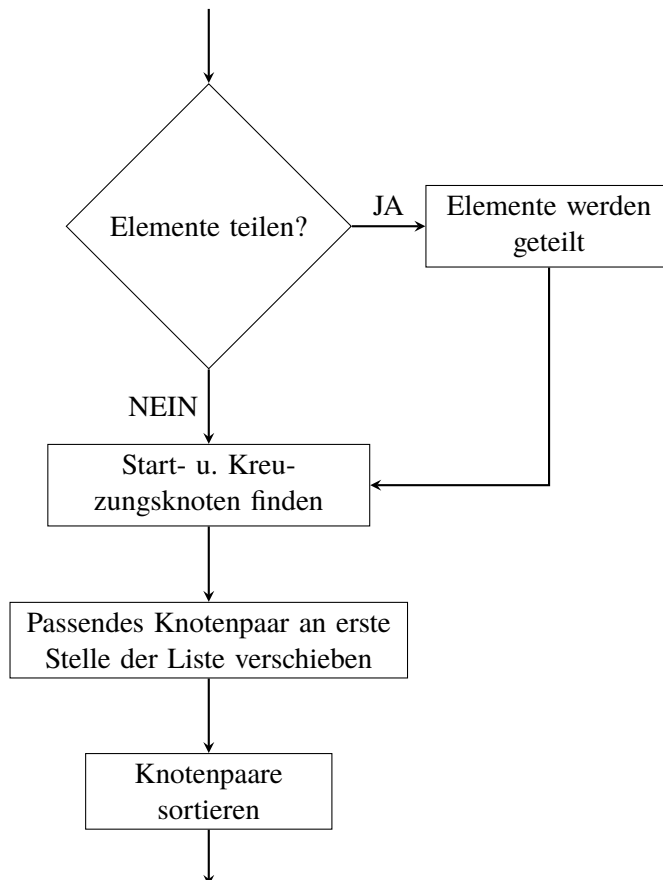 Elemente teilen?
JA
Elemente werden
geteilt
NEIN
Start- u. Kreu-
zungsknoten finden
Passendes Knotenpaar an erste
Stelle der Liste verschieben
Knotenpaare
sortieren